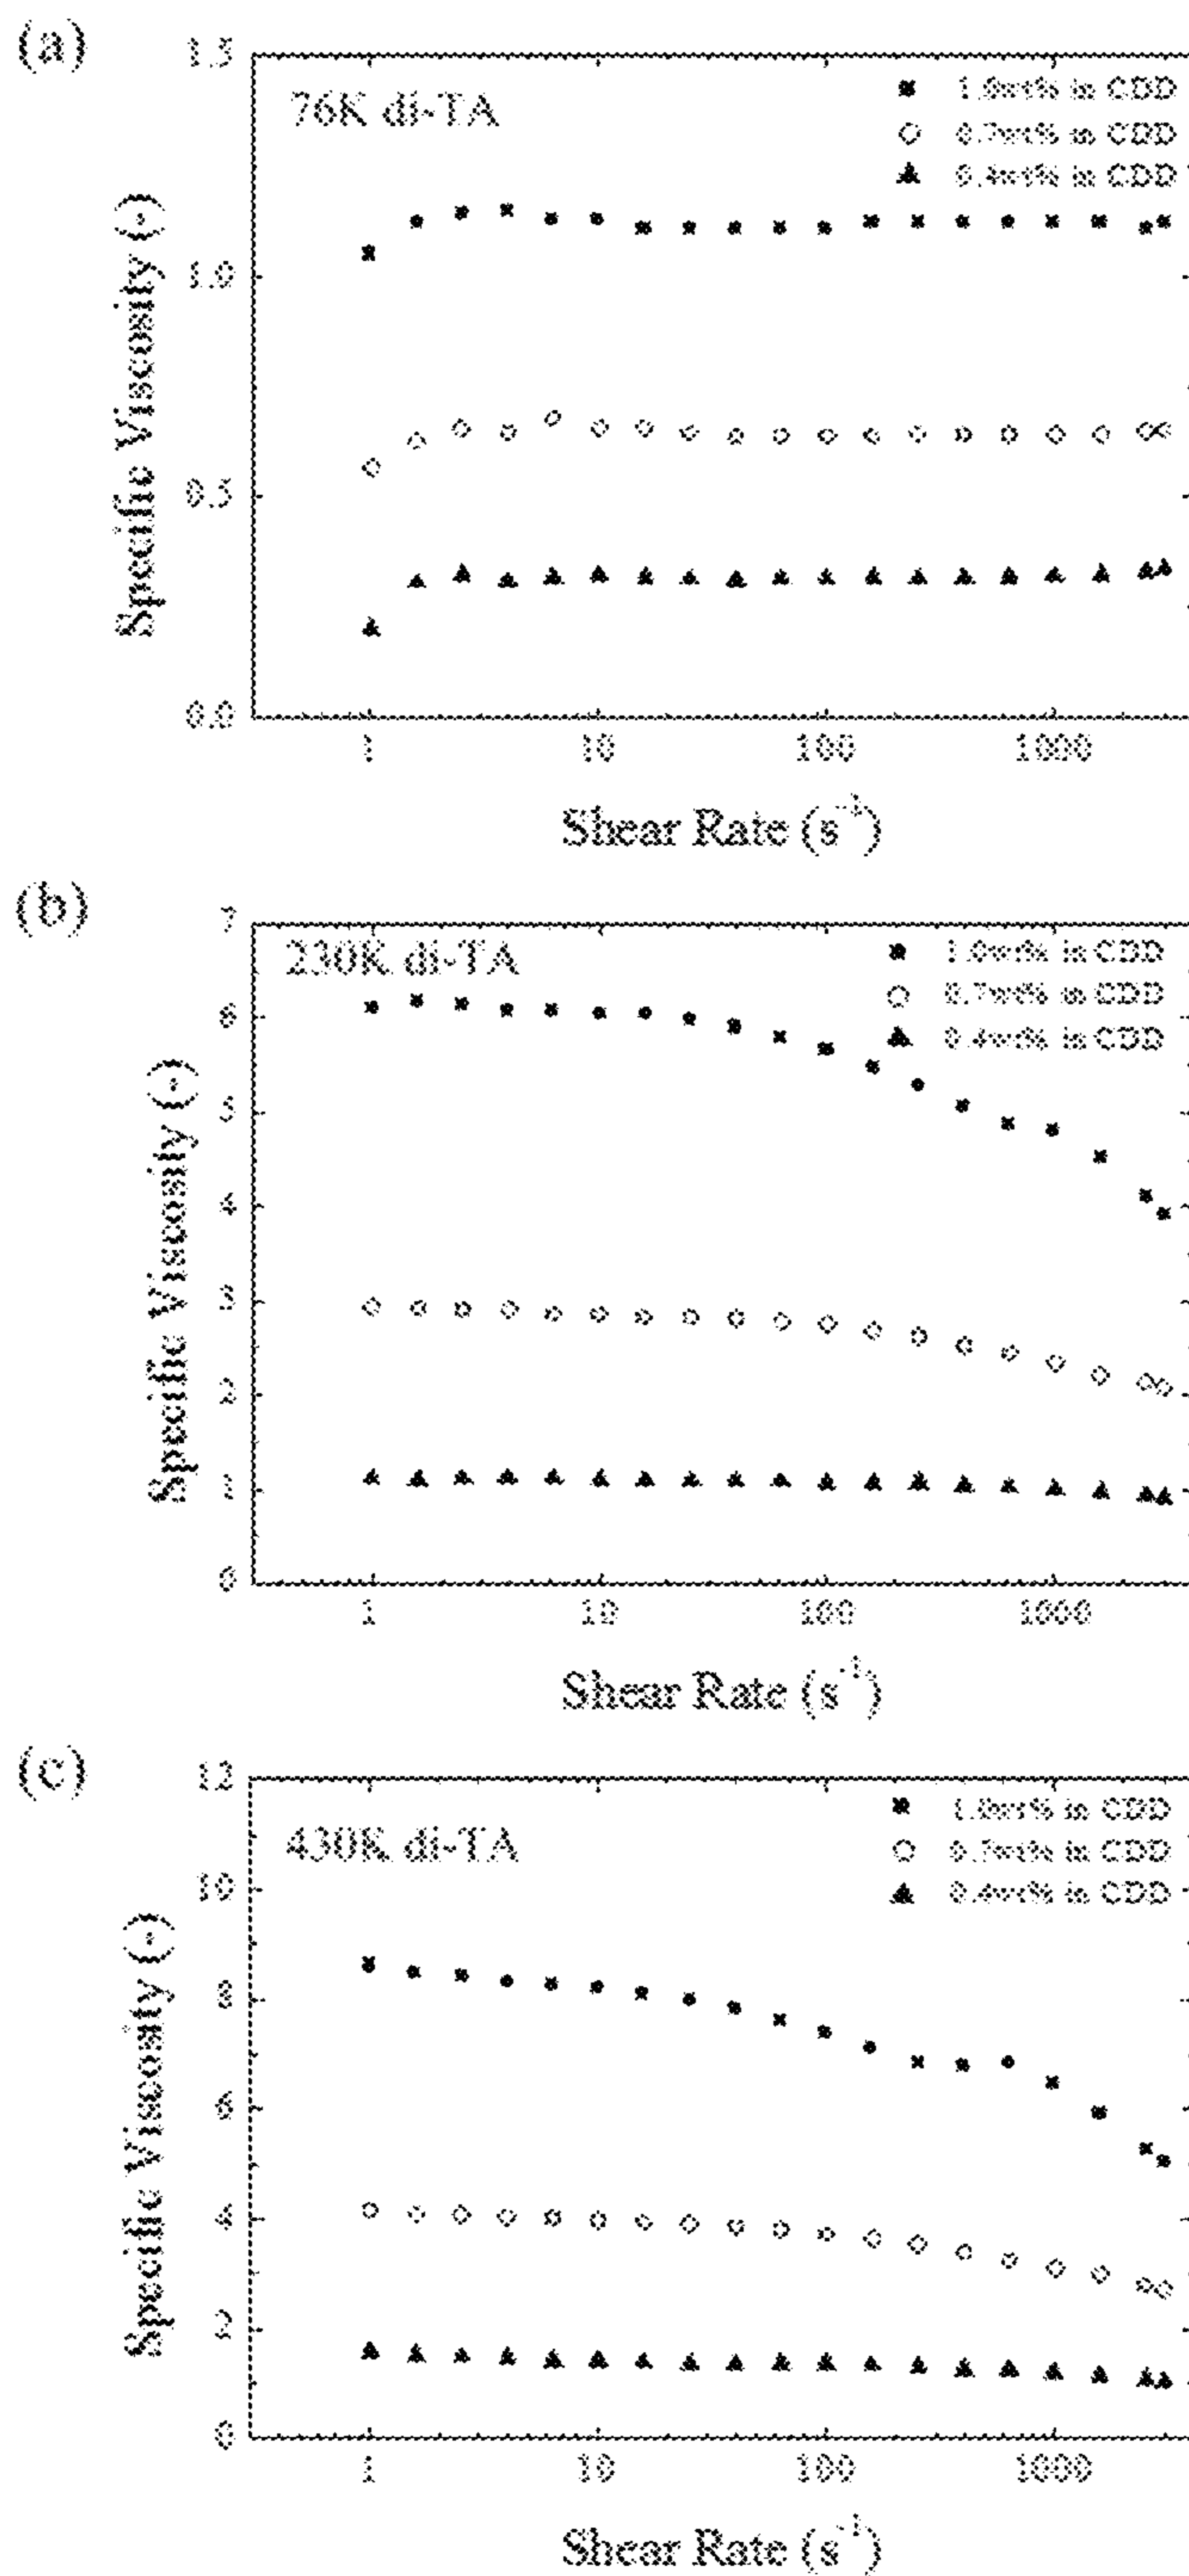 (a)
76K di-TA
1.0wt% in CDD
0.7wt% in CDD
0.4wt% in CDD
1.5
1.0
0.5
0.0
Specific Viscosity (-)
1 10 100 1000
Shear Rate (s⁻¹)
(b)
230K di-TA
1.0wt% in CDD
0.7wt% in CDD
0.4wt% in CDD
7
6
5
4
3
2
1
0
Specific Viscosity (-)
1 10 100 1000
Shear Rate (s⁻¹)
(c)
430K di-TA
1.0wt% in CDD
0.7wt% in CDD
0.4wt% in CDD
12
10
8
6
4
2
0
Specific Viscosity (-)
1 10 100 1000
Shear Rate (s⁻¹)